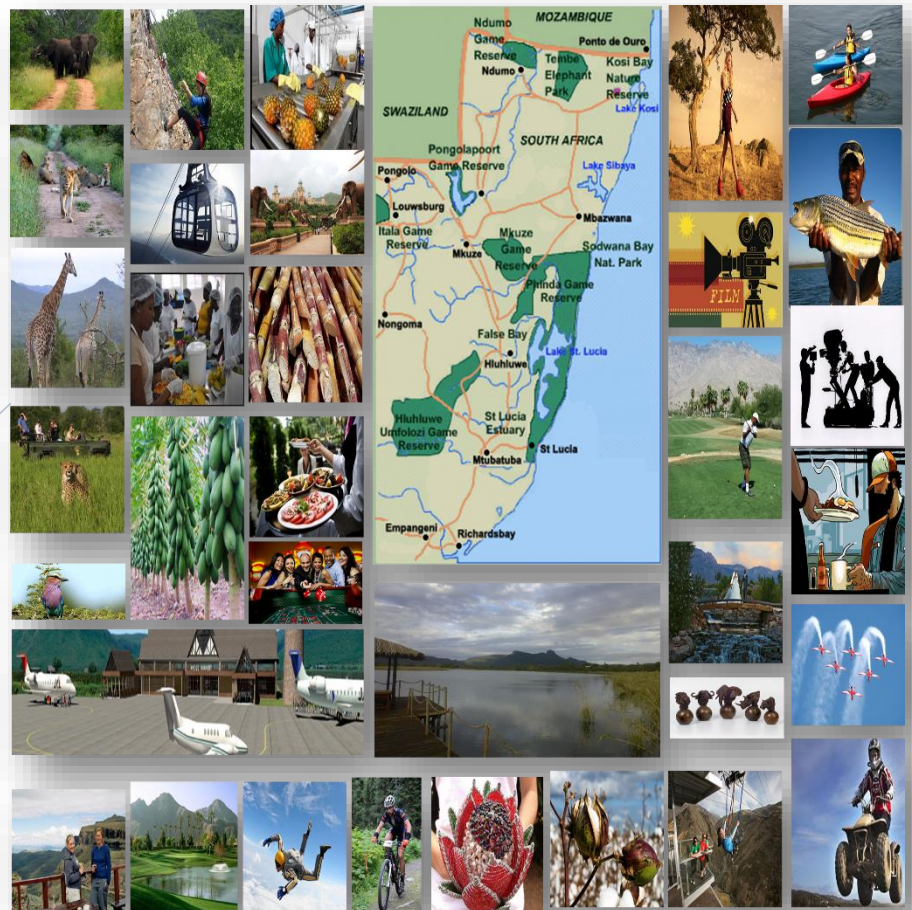 MOZAMBIQUE
Ndumo
Game
Reserve
Ponto de Ouro
Ndumo
Tembe
Elephant
Park
Kosi Bay
Nature
Reserve
Lake Kosi
SWAZILAND
SOUTH AFRICA
Pongolapoort
Game Reserve
Lake Sibaya
Pongolo
Louwsburg
Itala Game
Reserve
Mbazwana
Mkuze
Mkuze
Game
Reserve
Sodwana Bay
Nat. Park
Phinda Game
Reserve
Nongoma
False Bay
Hluhluwe
Lake St. Lucia
Hluhluwe
Umfolozi Game
Reserve
St Lucia
Estuary
St Lucia
Mtubatuba
Empangeni
Richardsbay
FILM